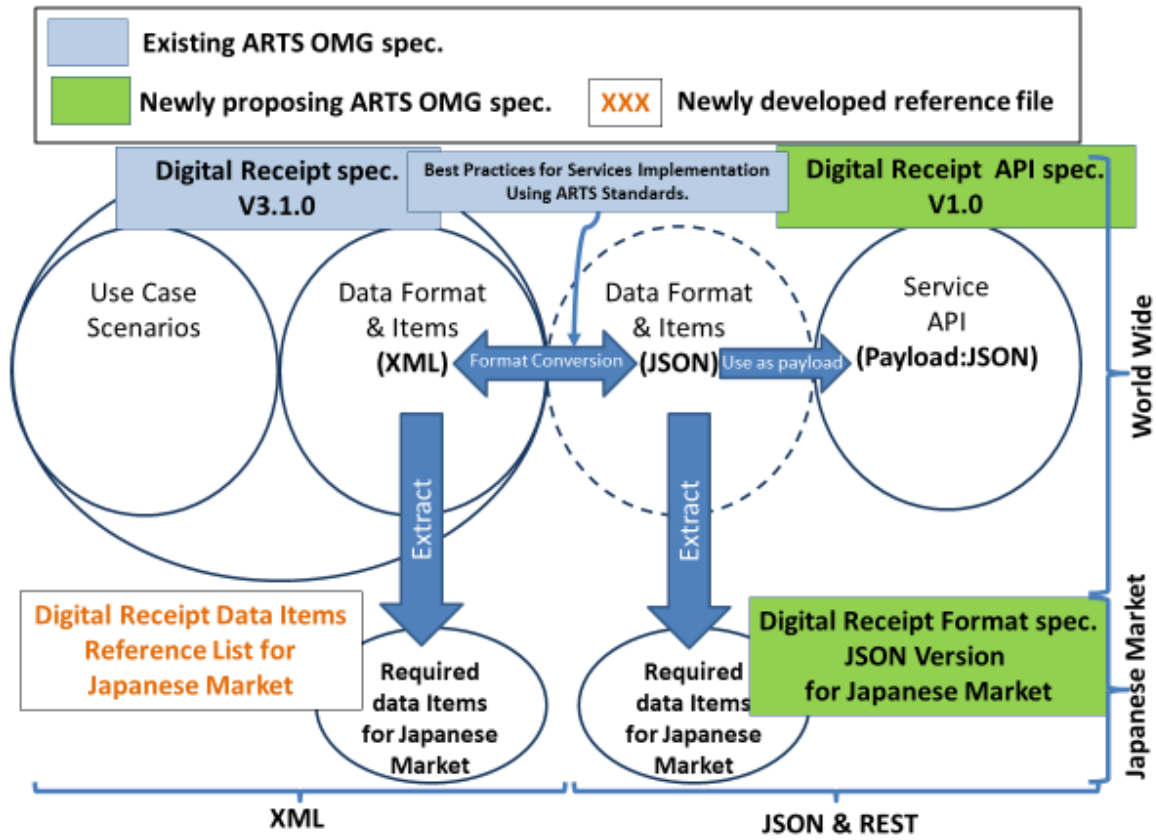 Existing ARTS OMG spec.
Newly proposing ARTS OMG spec.
XXX
Newly developed reference file
Digital Receipt spec.
V3.1.0
Best Practices for Services Implementation
Using ARTS Standards.
Digital Receipt API spec.
V1.0
Use Case
Scenarios
Data Format
& Items
(XML)
Format Conversion
Data Format
& Items
(JSON)
Use as payload
Service
API
(Payload:JSON)
World Wide
Extract
Extract
Digital Receipt Data Items
Reference List for
Japanese Market
Required
data Items
for Japanese
Market
Required
data Items
for Japanese
Market
Digital Receipt Format spec.
JSON Version
for Japanese Market
Japanese Market
XML
JSON & REST